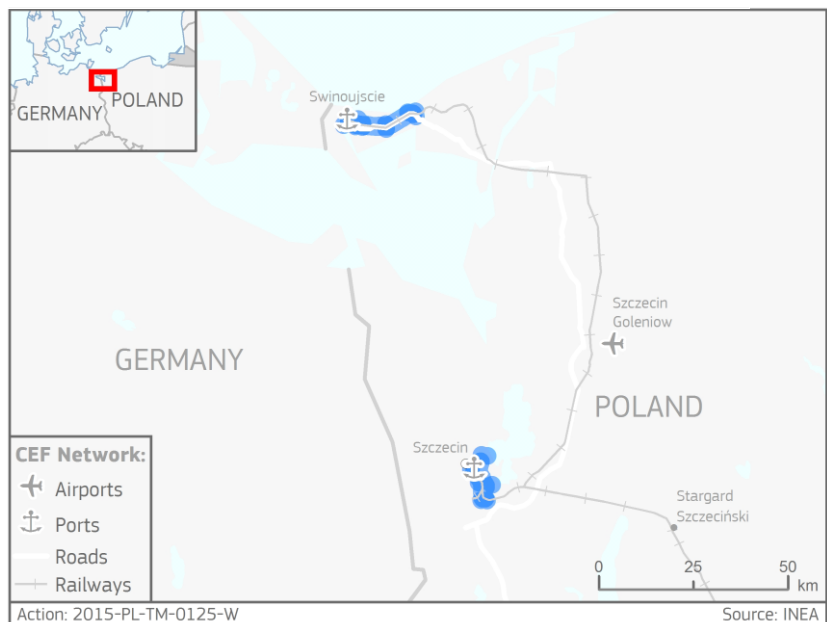 GERMANY
POLAND
Swinoujscie
Szczecin
Goleniow
GERMANY
POLAND
Szczecin
Stargard
Szczeciński
CEF Network:
Airports
Ports
Roads
Railways
0 25 50
km
Action: 2015-PL-TM-0125-W
Source: INEA